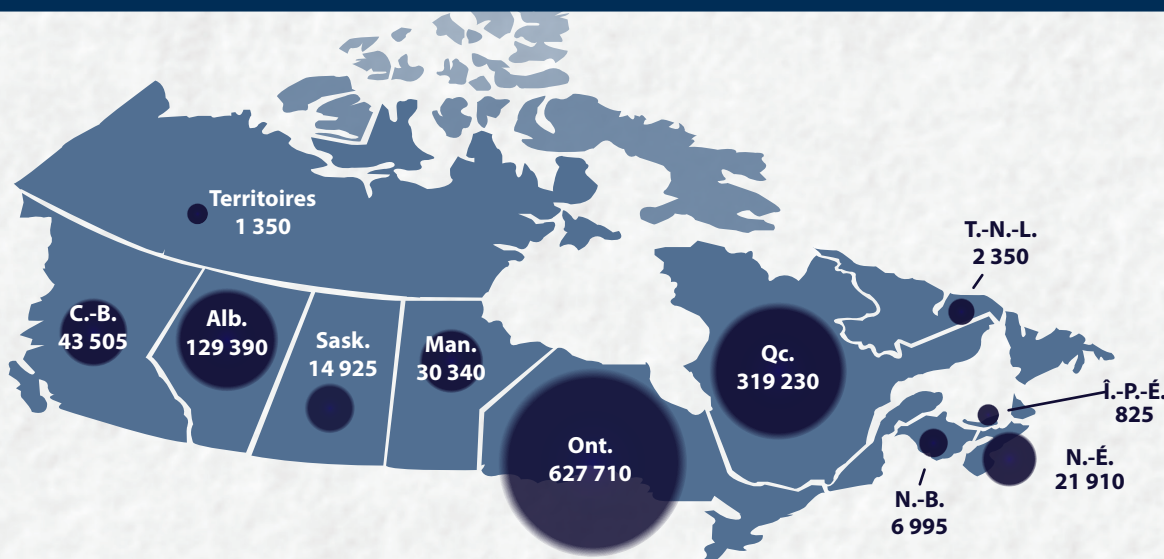 Territoires
1 350
T.-N.-L.
2 350
C.-B.
43 505
Alb.
129 390
Sask.
14 925
Man.
30 340
Qc.
319 230
Ont.
627 710
Î.-P.-É.
825
N.-É.
21 910
N.-B.
6 995